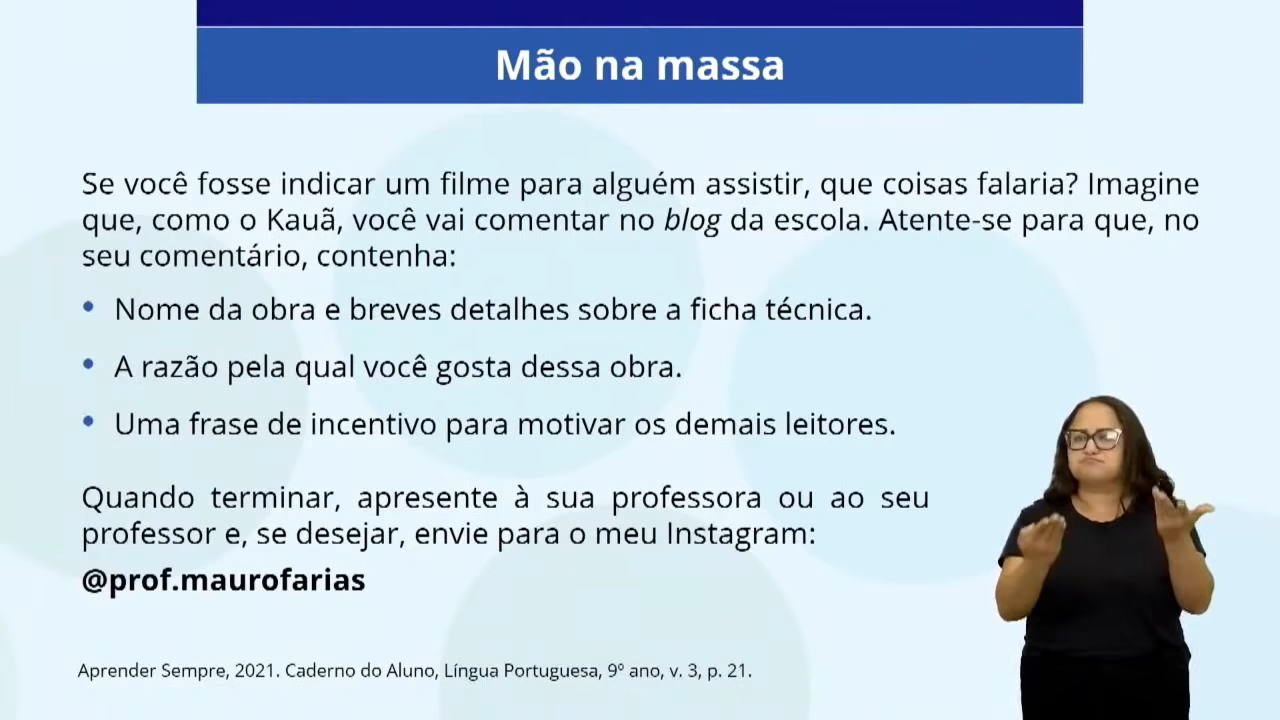 Mão na massa
Se você fosse indicar um filme para alguém assistir, que coisas falaria? Imagine
que, como o Kauã, você vai comentar no blog da escola. Atente-se para que, no
seu comentário, contenha:
• Nome da obra e breves detalhes sobre a ficha técnica.
• A razão pela qual você gosta dessa obra.
• Uma frase de incentivo para motivar os demais leitores.
Quando terminar, apresente à sua professora ou ao seu
professor e, se desejar, envie para o meu Instagram:
@prof.maurofarias
Aprender Sempre, 2021. Caderno do Aluno, Língua Portuguesa, 9º ano, v. 3, p. 21.